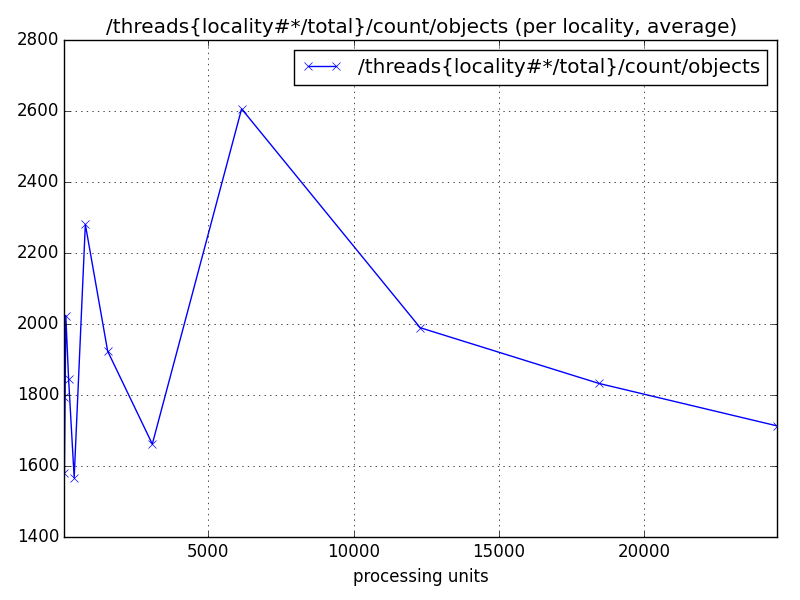 /threads{locality#*/total}/count/objects (per locality, average)
/threads{locality#*/total}/count/objects
2800
2600
2400
2200
2000
1800
1600
1400
5000 10000 15000 20000
processing units